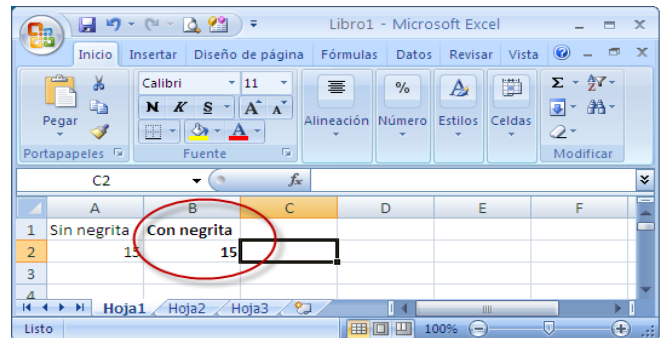 Libro1 - Microsoft Excel
Inicio Insertar Diseño de página Fórmulas Datos Revisar Vista
Calibri 11
N K S A A
Pegar
A
% A
Alineación Número Estilos Celdas
Σ A Z
Portapapeles Fuente Modificar
C2 fx
A B C D E F
1 Sin negrita Con negrita
2 15 15
3
4
Hoja1 Hoja2 Hoja3
Listo 100%